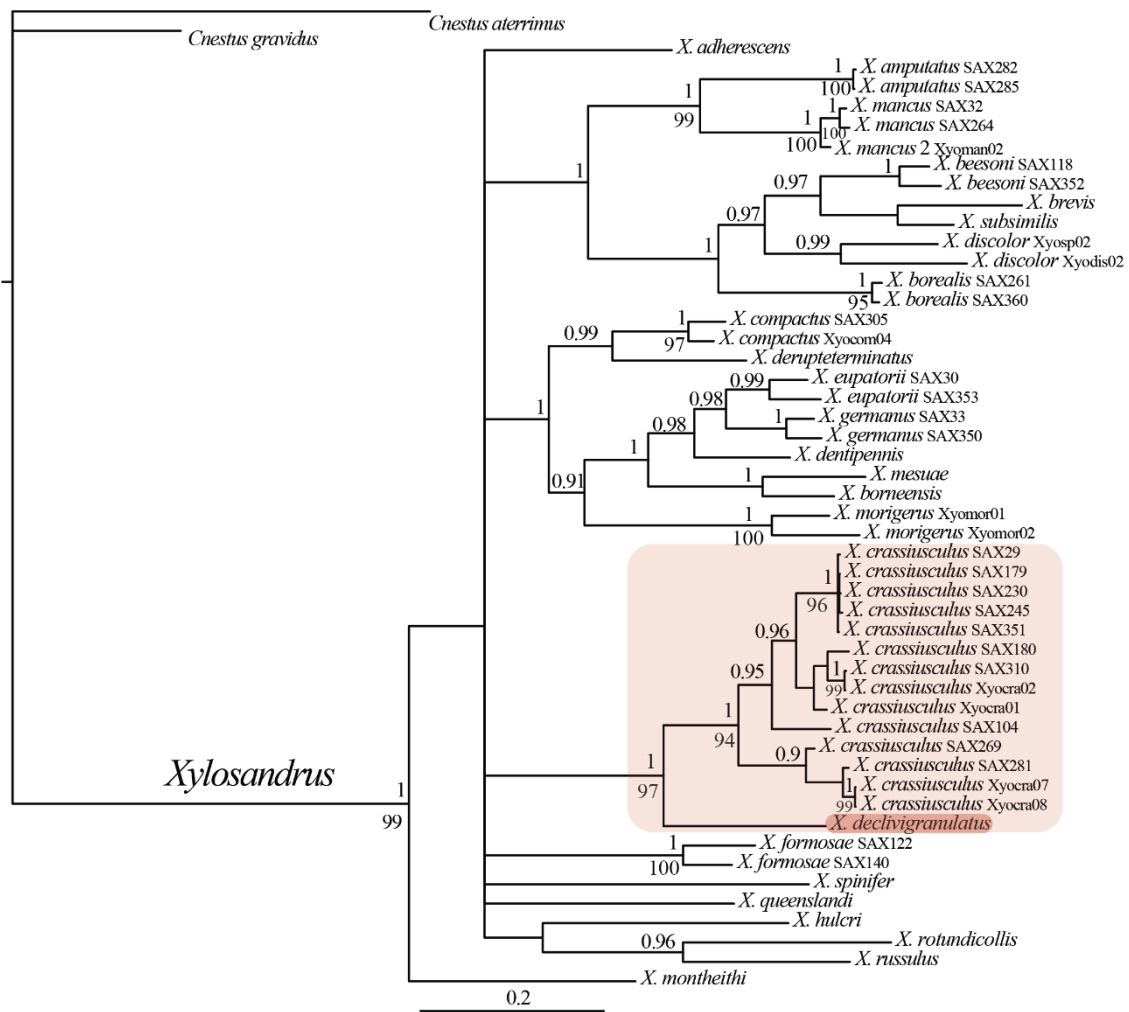 Cnestus aterrimus
Cnestus gravidus
X. adherescens
1 X. amputatus SAX282
100 X. amputatus SAX285
1
99
1 X. mancus SAX32
1
100 X. mancus SAX264
100 X. mancus 2 Xyoman02
1
1 X. beesoni SAX118
0.97 X. beesoni SAX352
X. brevis
0.97
X. subsimilis
0.99 X. discolor Xyosp02
1
X. discolor Xyodis02
1 X. borealis SAX261
95 X. borealis SAX360
1 X. compactus SAX305
0.99
97 X. compactus Xyocom04
X. derupteterminatus
0.99 X. eupatorii SAX30
0.98 X. eupatorii SAX353
1
1 X. germanus SAX33
0.98
X. germanus SAX350
1
X. dentipennis
0.91
1 X. mesuae
X. borneensis
1 X. morigerus Xyomor01
100 X. morigerus Xyomor02
X. crassiusculus SAX29
1 X. crassiusculus SAX179
X. crassiusculus SAX230
96 X. crassiusculus SAX245
X. crassiusculus SAX351
0.96
X. crassiusculus SAX180
0.95
1 X. crassiusculus SAX310
99 X. crassiusculus Xyocra02
X. crassiusculus Xyocra01
1
X. crassiusculus SAX104
94
0.9 X. crassiusculus SAX269
1
X. crassiusculus SAX281
Xylosandrus
1
97
1 X. crassiusculus Xyocra07
99 X. crassiusculus Xyocra08
99
X. declivigranulatus
1 X. formosae SAX122
100 X. formosae SAX140
X. spinifer
X. queenslandi
X. hulcri
0.96 X. rotundicollis
X. russulus
X. montheithi
0.2